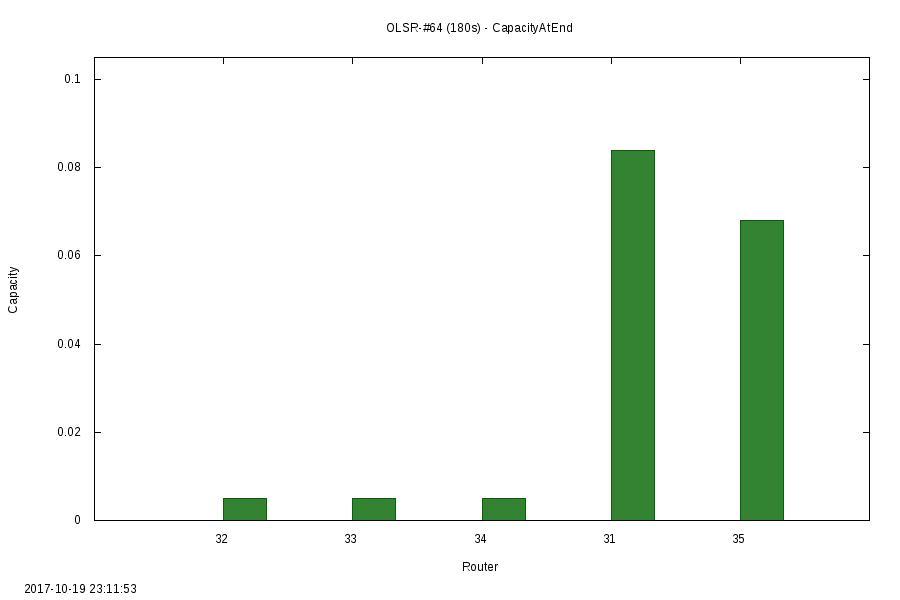 OLSR-#64 (180s) - CapacityAtEnd
0.1
0.08
0.06
0.04
0.02
0
Capacity
32 33 34 31 35
Router
2017-10-19 23:11:53